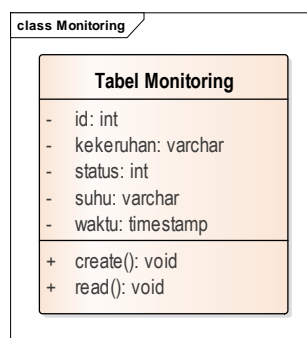 class Monitoring
Tabel Monitoring
- id: int
- kekeruhan: varchar
- status: int
- suhu: varchar
- waktu: timestamp
+ create(): void
+ read(): void